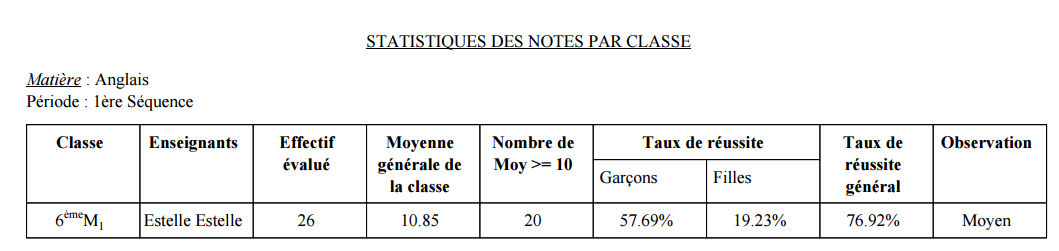 STATISTIQUES DES NOTES PAR CLASSE
Matière : Anglais
Période : 1ère Séquence
Classe Enseignants Effectif évalué Moyenne générale de la classe Nombre de Moy >= 10 Taux de réussite Taux de réussite général Observation
Garçons Filles
6èmeM1 Estelle Estelle 26 10.85 20 57.69% 19.23% 76.92% Moyen